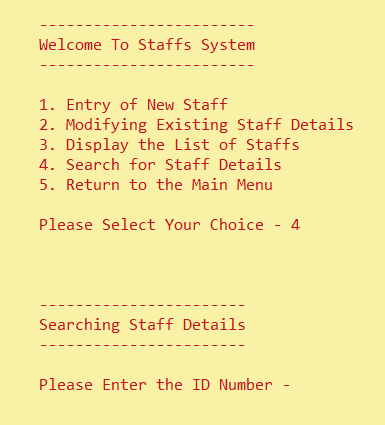 ------------------------
Welcome To Staffs System
------------------------
1. Entry of New Staff
2. Modifying Existing Staff Details
3. Display the List of Staffs
4. Search for Staff Details
5. Return to the Main Menu
Please Select Your Choice - 4
-----------------------
Searching Staff Details
-----------------------
Please Enter the ID Number -